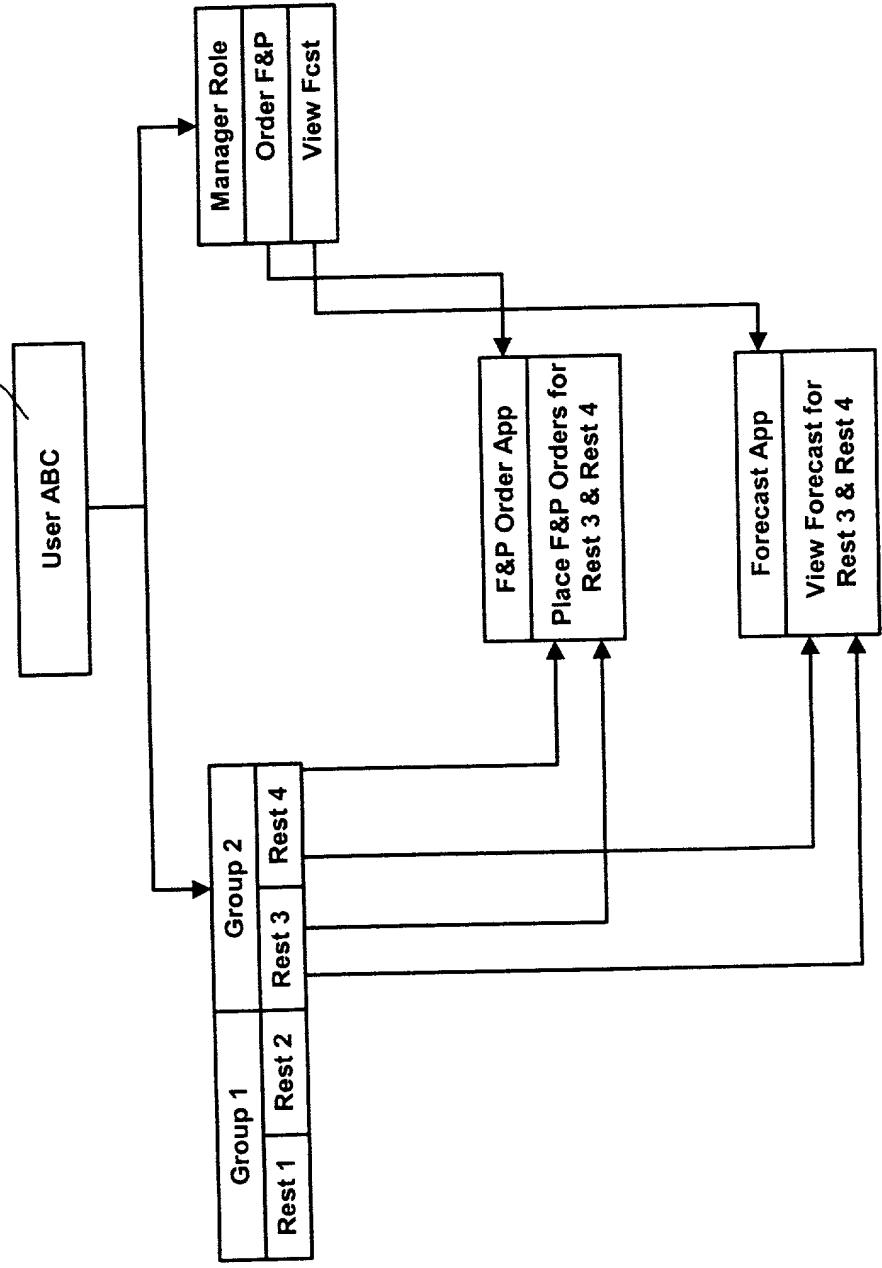 User ABC
Group 1
Group 2
Rest 1
Rest 2
Rest 3
Rest 4
Manager Role
Order F&P
View Fcst
F&P Order App
Place F&P Orders for
Rest 3 & Rest 4
Forecast App
View Forecast for
Rest 3 & Rest 4